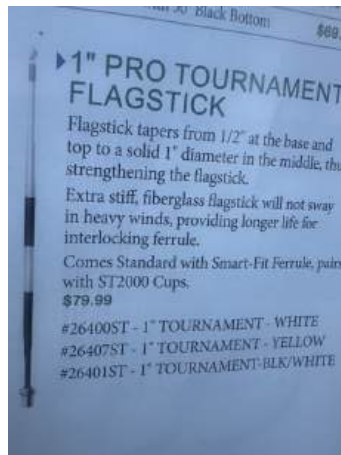 30" Black Bottom
$69.
1" PRO TOURNAMENT
FLAGSTICK
Flagstick tapers from 1/2" at the base and
top to a solid 1" diameter in the middle, thu
strengthening the flagstick.
Extra stiff, fiberglass flagstick will not sway
in heavy winds, providing longer life for
interlocking ferrule.
Comes Standard with Smart-Fit Ferrule, pairs
with ST2000 Cups.
$79.99
#26400ST - 1" TOURNAMENT - WHITE
#26407ST - 1" TOURNAMENT - YELLOW
#26401ST - 1" TOURNAMENT-BLK/WHITE